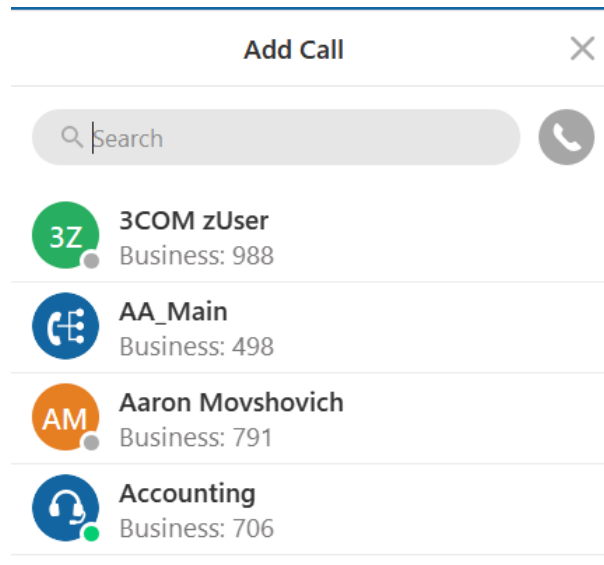 Add Call
Search
3Z
3COM zUser
Business: 988
AA_Main
Business: 498
AM
Aaron Movshovich
Business: 791
Accounting
Business: 706